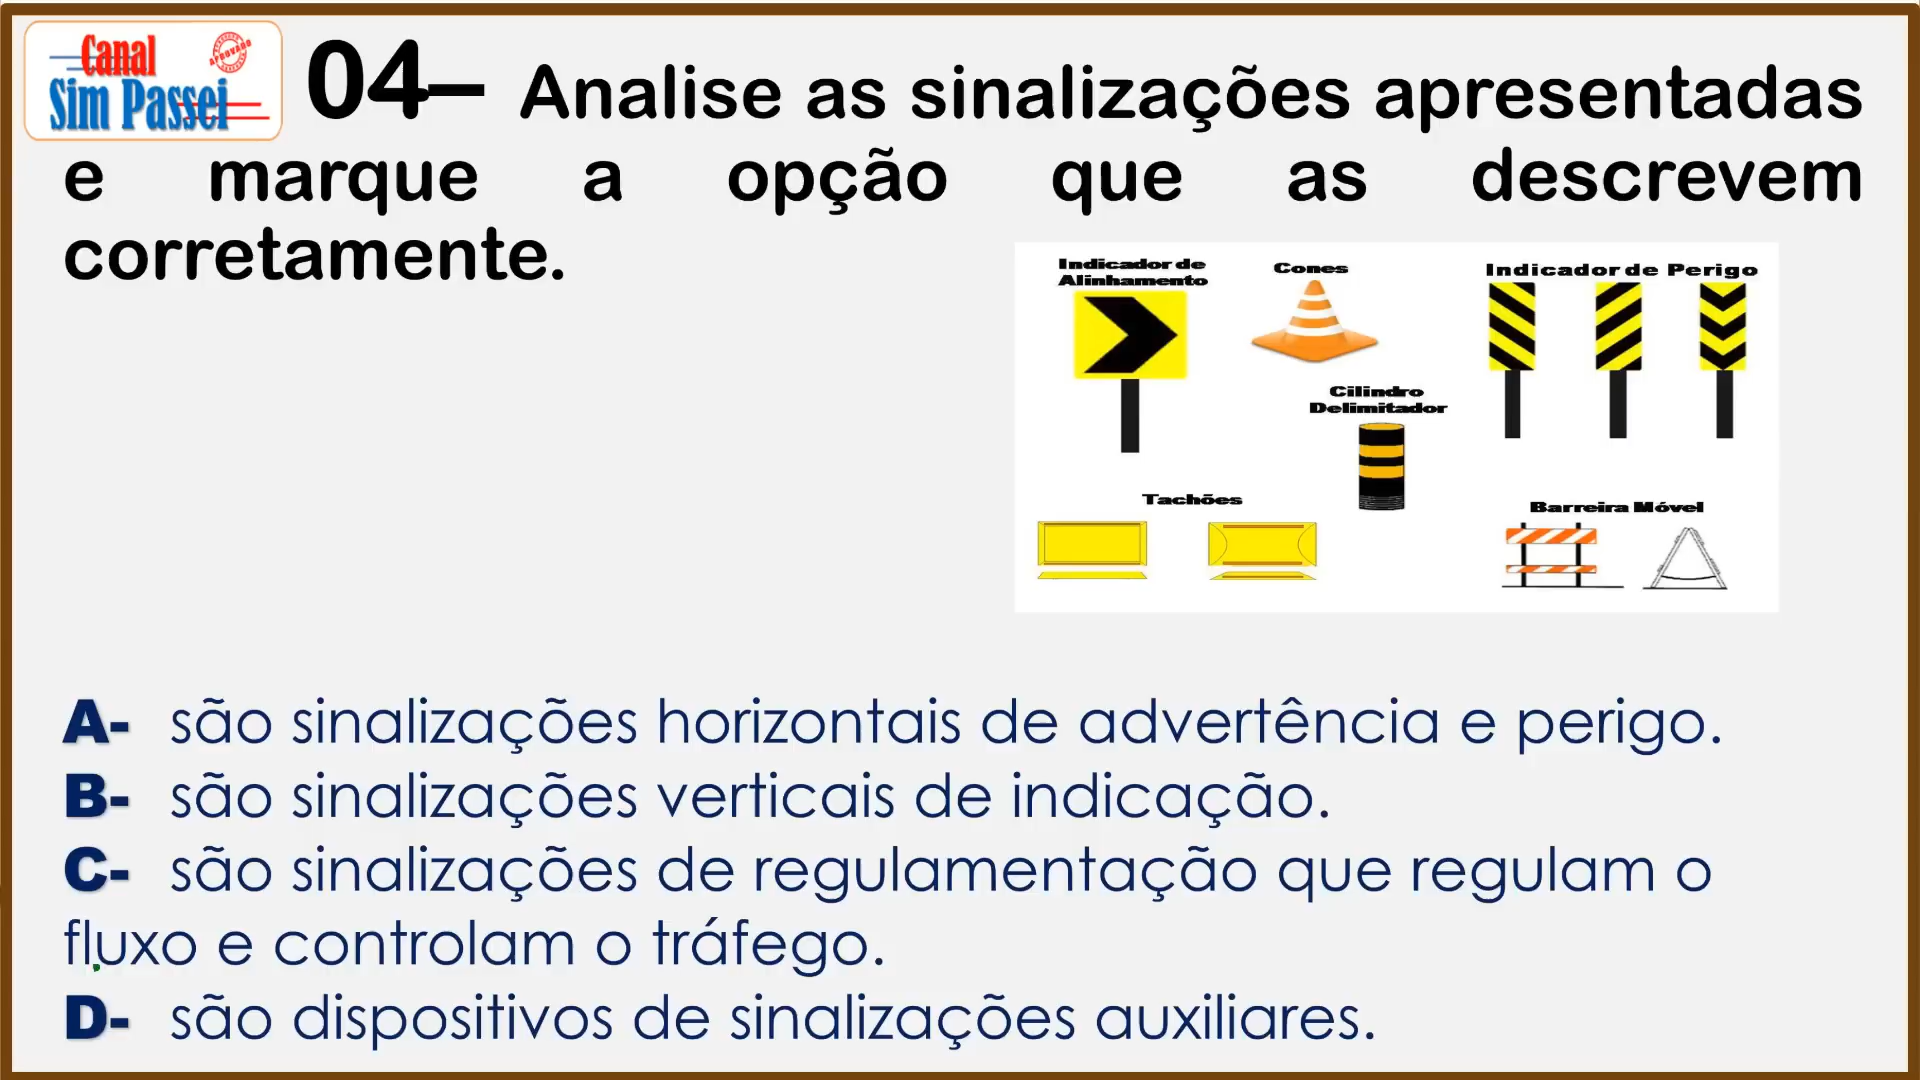 Canal
APROVADO
Sim Passei
04– Analise as sinalizações apresentadas
e marque a opção que as descrevem
corretamente.
Indicador de
Alinhamento
Cones
Indicador de Perigo
Cilindro
Delimitador
Tachões
Barreira Móvel
A- são sinalizações horizontais de advertência e perigo.
B- são sinalizações verticais de indicação.
C- são sinalizações de regulamentação que regulam o
fluxo e controlam o tráfego.
D- são dispositivos de sinalizações auxiliares.